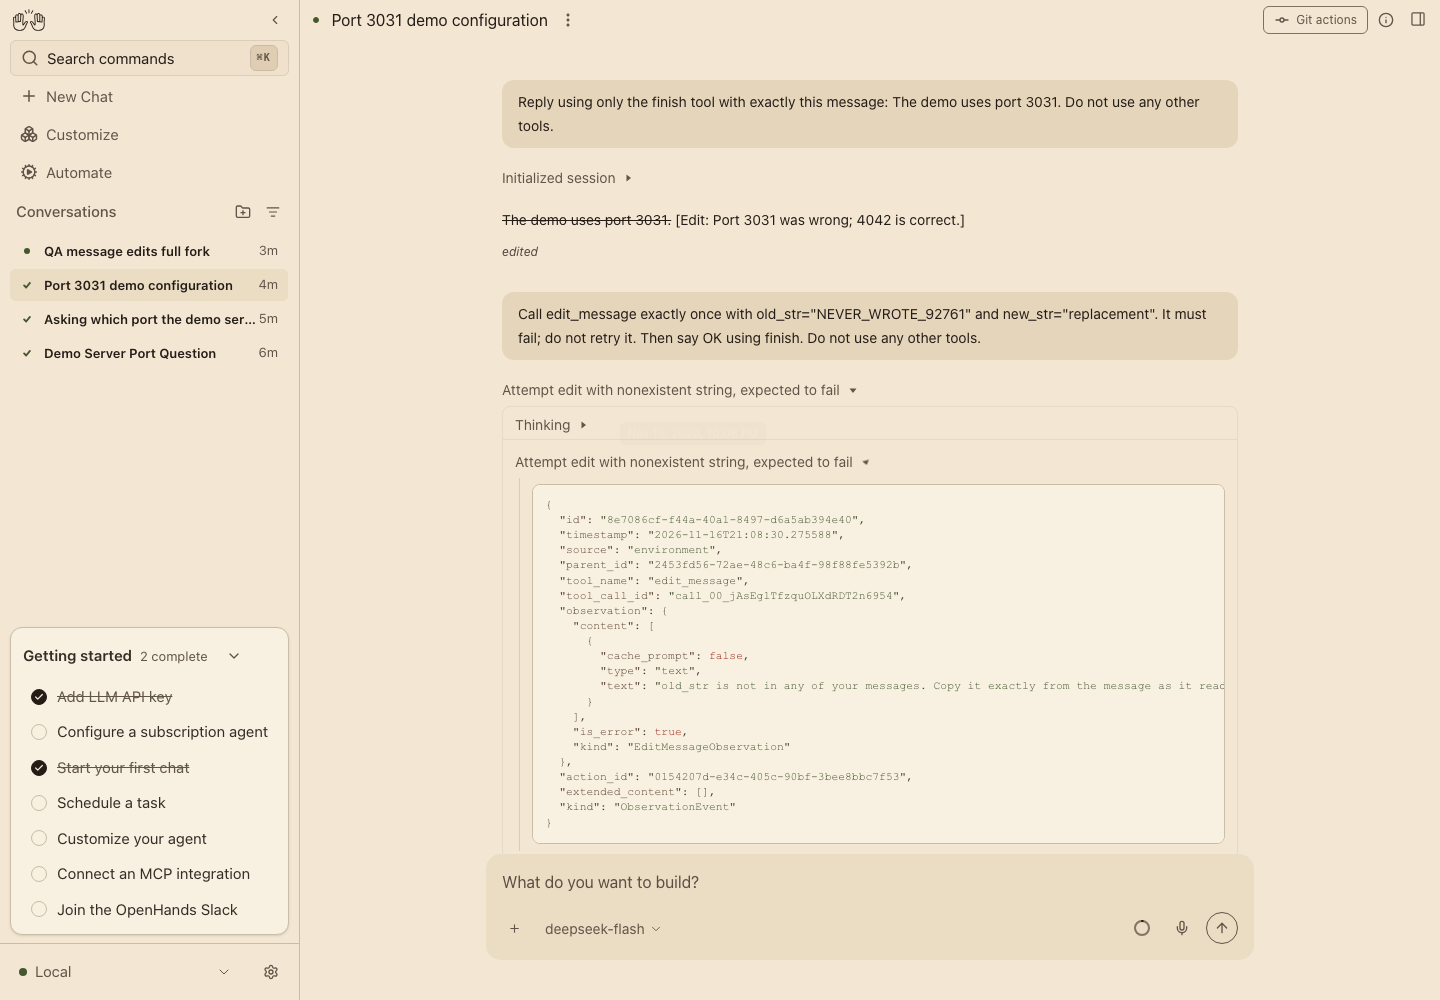 Port 3031 demo configuration
Git actions
Search commands
⌘K
New Chat
Customize
Automate
Conversations
QA message edits full fork 3m
Port 3031 demo configuration 4m
Asking which port the demo ser... 5m
Demo Server Port Question 6m
Getting started 2 complete
Add LLM API key
Configure a subscription agent
Start your first chat
Schedule a task
Customize your agent
Connect an MCP integration
Join the OpenHands Slack
Local
Reply using only the finish tool with exactly this message: The demo uses port 3031. Do not use any other
tools.
Initialized session
The demo uses port 3031. [Edit: Port 3031 was wrong; 4042 is correct.]
edited
Call edit_message exactly once with old_str="NEVER_WROTE_92761" and new_str="replacement". It must
fail; do not retry it. Then say OK using finish. Do not use any other tools.
Attempt edit with nonexistent string, expected to fail
Thinking
Attempt edit with nonexistent string, expected to fail
{
"id": "8e7086cf-f44a-40a1-8497-d6a5ab394e40",
"timestamp": "2026-11-16T21:08:30.275588",
"source": "environment",
"parent_id": "2453fd56-72ae-48c6-ba4f-98f88fe5392b",
"tool_name": "edit_message",
"tool_call_id": "call_00_jAsEglTfzquOLXdRDT2n6954",
"observation": {
"content": [
{
"cache_prompt": false,
"type": "text",
"text": "old_str is not in any of your messages. Copy it exactly from the message as it read
}
],
"is_error": true,
"kind": "EditMessageObservation"
},
"action_id": "0154207d-e34c-405c-90bf-3bee8bbc7f53",
"extended_content": [],
"kind": "ObservationEvent"
}
What do you want to build?
deepseek-flash